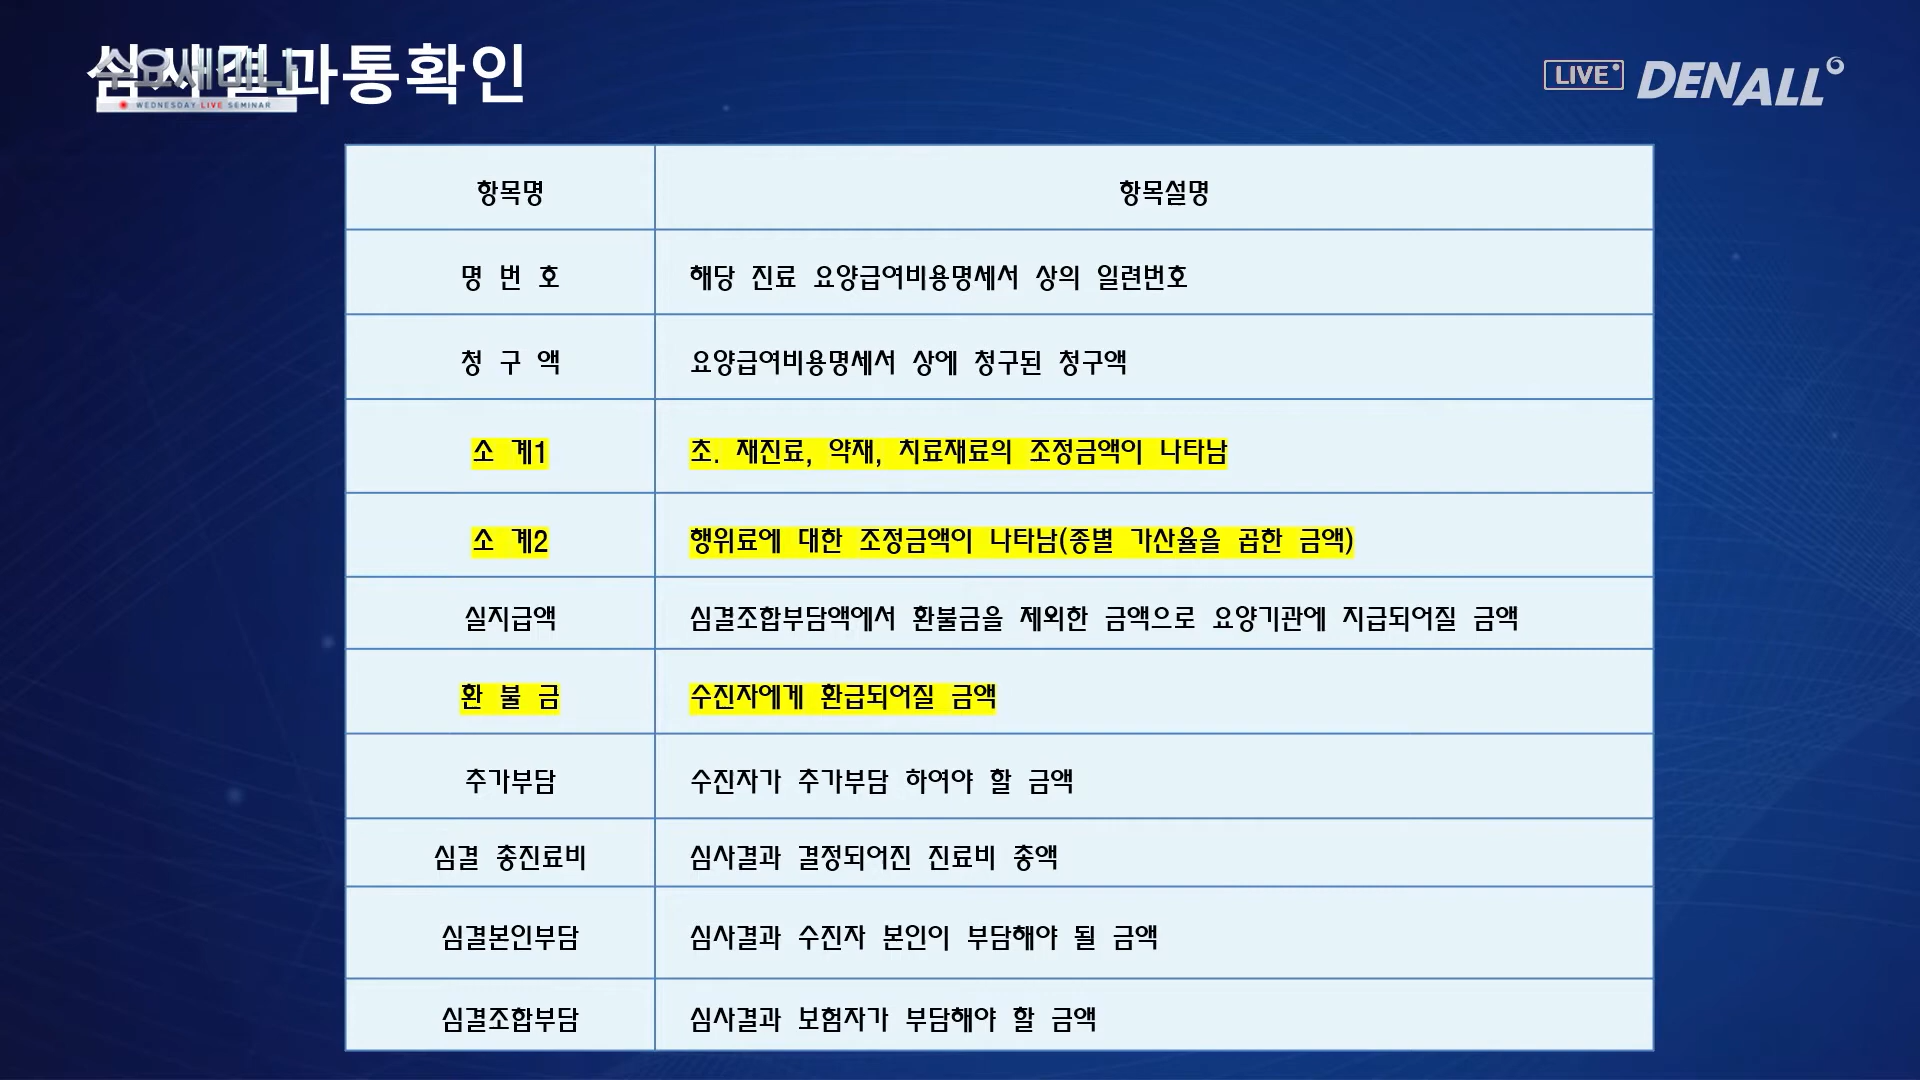 심사결과통확인
수요세미나
WEDNESDAY LIVE SEMINAR
LIVE
DENALL
항목명 항목설명
명 번 호 해당 진료 요양급여비용명세서 상의 일련번호
청 구 액 요양급여비용명세서 상에 청구된 청구액
소 계1 초. 재진료, 약재, 치료재료의 조정금액이 나타남
소 계2 행위료에 대한 조정금액이 나타남(종별 가산율을 곱한 금액)
실지급액 심결조합부담액에서 환불금을 제외한 금액으로 요양기관에 지급되어질 금액
환 불 금 수진자에게 환급되어질 금액
추가부담 수진자가 추가부담 하여야 할 금액
심결 총진료비 심사결과 결정되어진 진료비 총액
심결본인부담 심사결과 수진자 본인이 부담해야 될 금액
심결조합부담 심사결과 보험자가 부담해야 할 금액